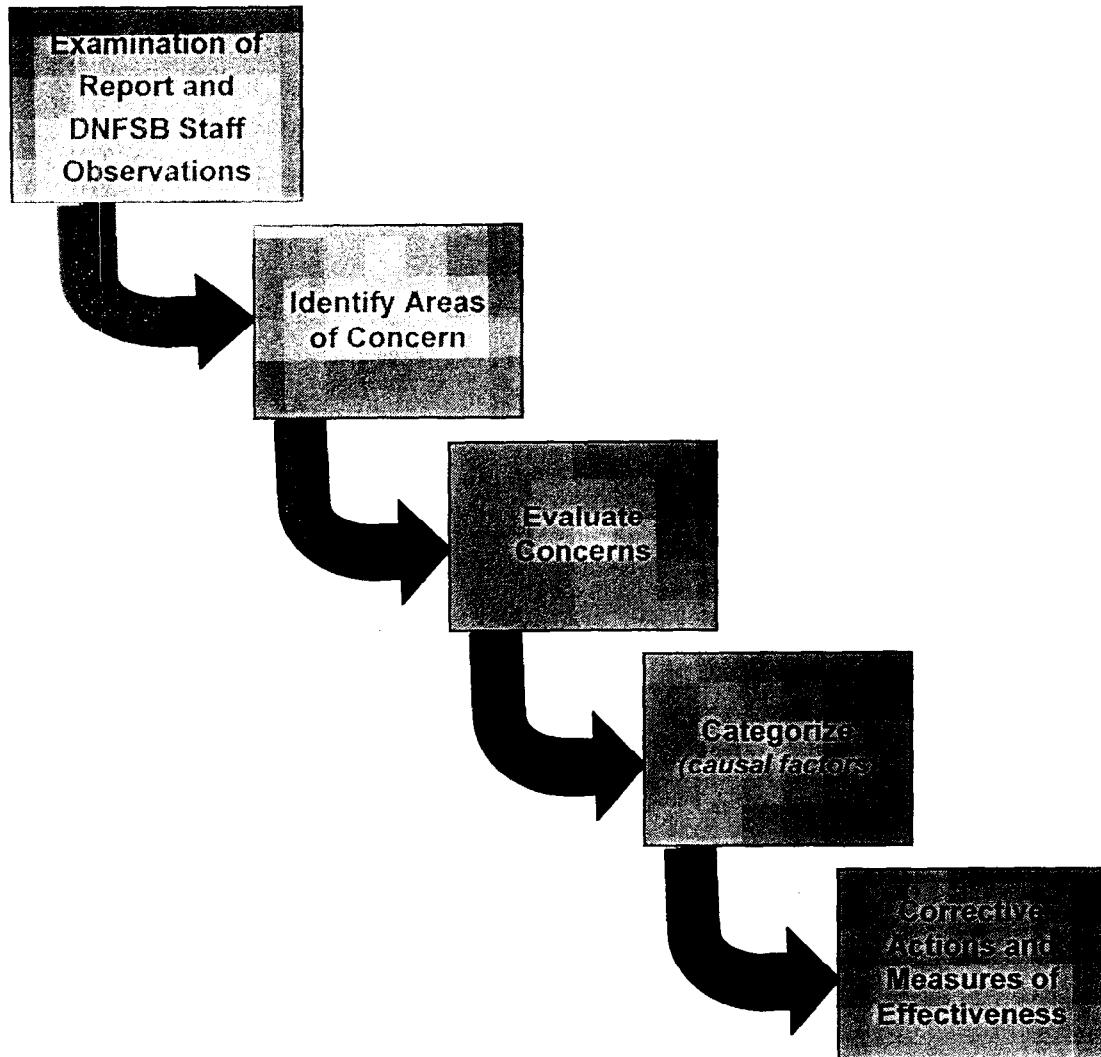 Examination of
Report and
DNFSB Staff
Observations
Identify Areas
of Concern
Evaluate
Concerns
Categorize
(causal factors)
Corrective
Actions and
Measures of
Effectiveness